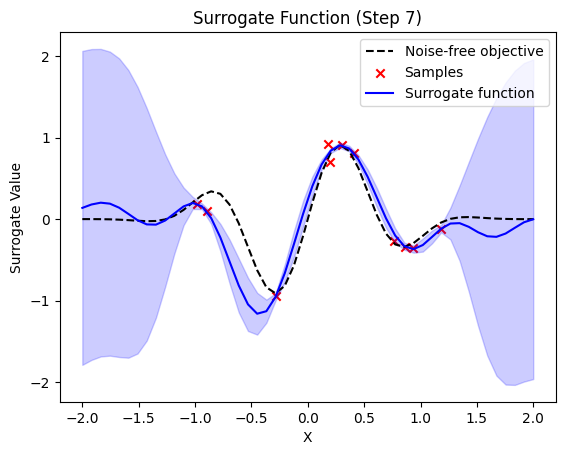 Surrogate Function (Step 7)
Noise-free objective
Samples
Surrogate function
Surrogate Value
2
1
0
−1
−2
−2.0 −1.5 −1.0 −0.5 0.0 0.5 1.0 1.5 2.0
X